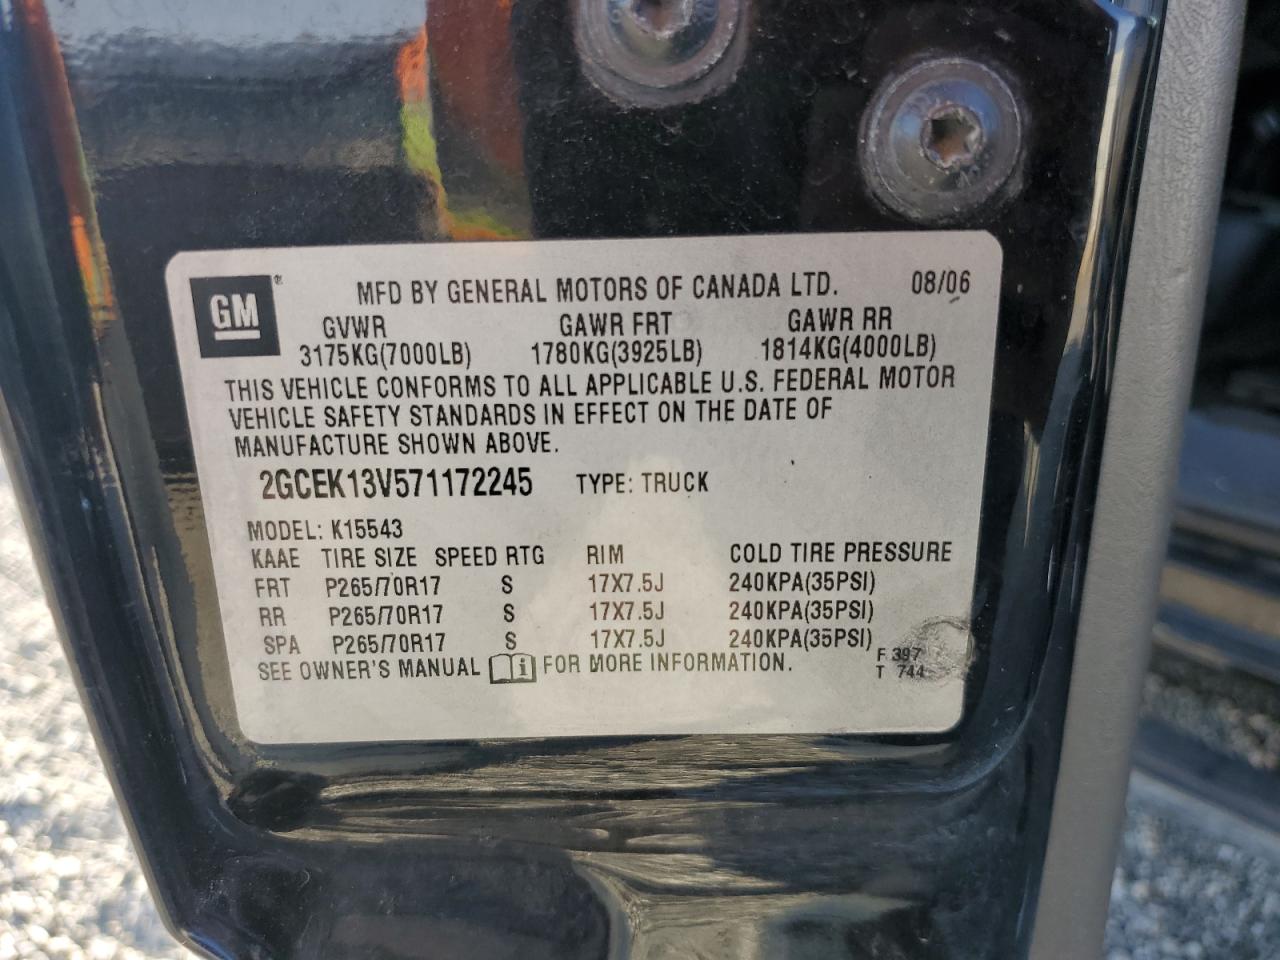 GM ® MFD BY GENERAL MOTORS OF CANADA LTD. 08/06
GVWR GAWR FRT GAWR RR
3175KG(7000LB) 1780KG(3925LB) 1814KG(4000LB)
THIS VEHICLE CONFORMS TO ALL APPLICABLE U.S. FEDERAL MOTOR
VEHICLE SAFETY STANDARDS IN EFFECT ON THE DATE OF
MANUFACTURE SHOWN ABOVE.
2GCEK13V571172245 TYPE: TRUCK
MODEL: K15543
KAAE TIRE SIZE SPEED RTG RIM COLD TIRE PRESSURE
FRT P265/70R17 S 17X7.5J 240KPA(35PSI)
RR P265/70R17 S 17X7.5J 240KPA(35PSI)
SPA P265/70R17 S 17X7.5J 240KPA(35PSI)
SEE OWNER'S MANUAL i FOR MORE INFORMATION.
F 397
T 744